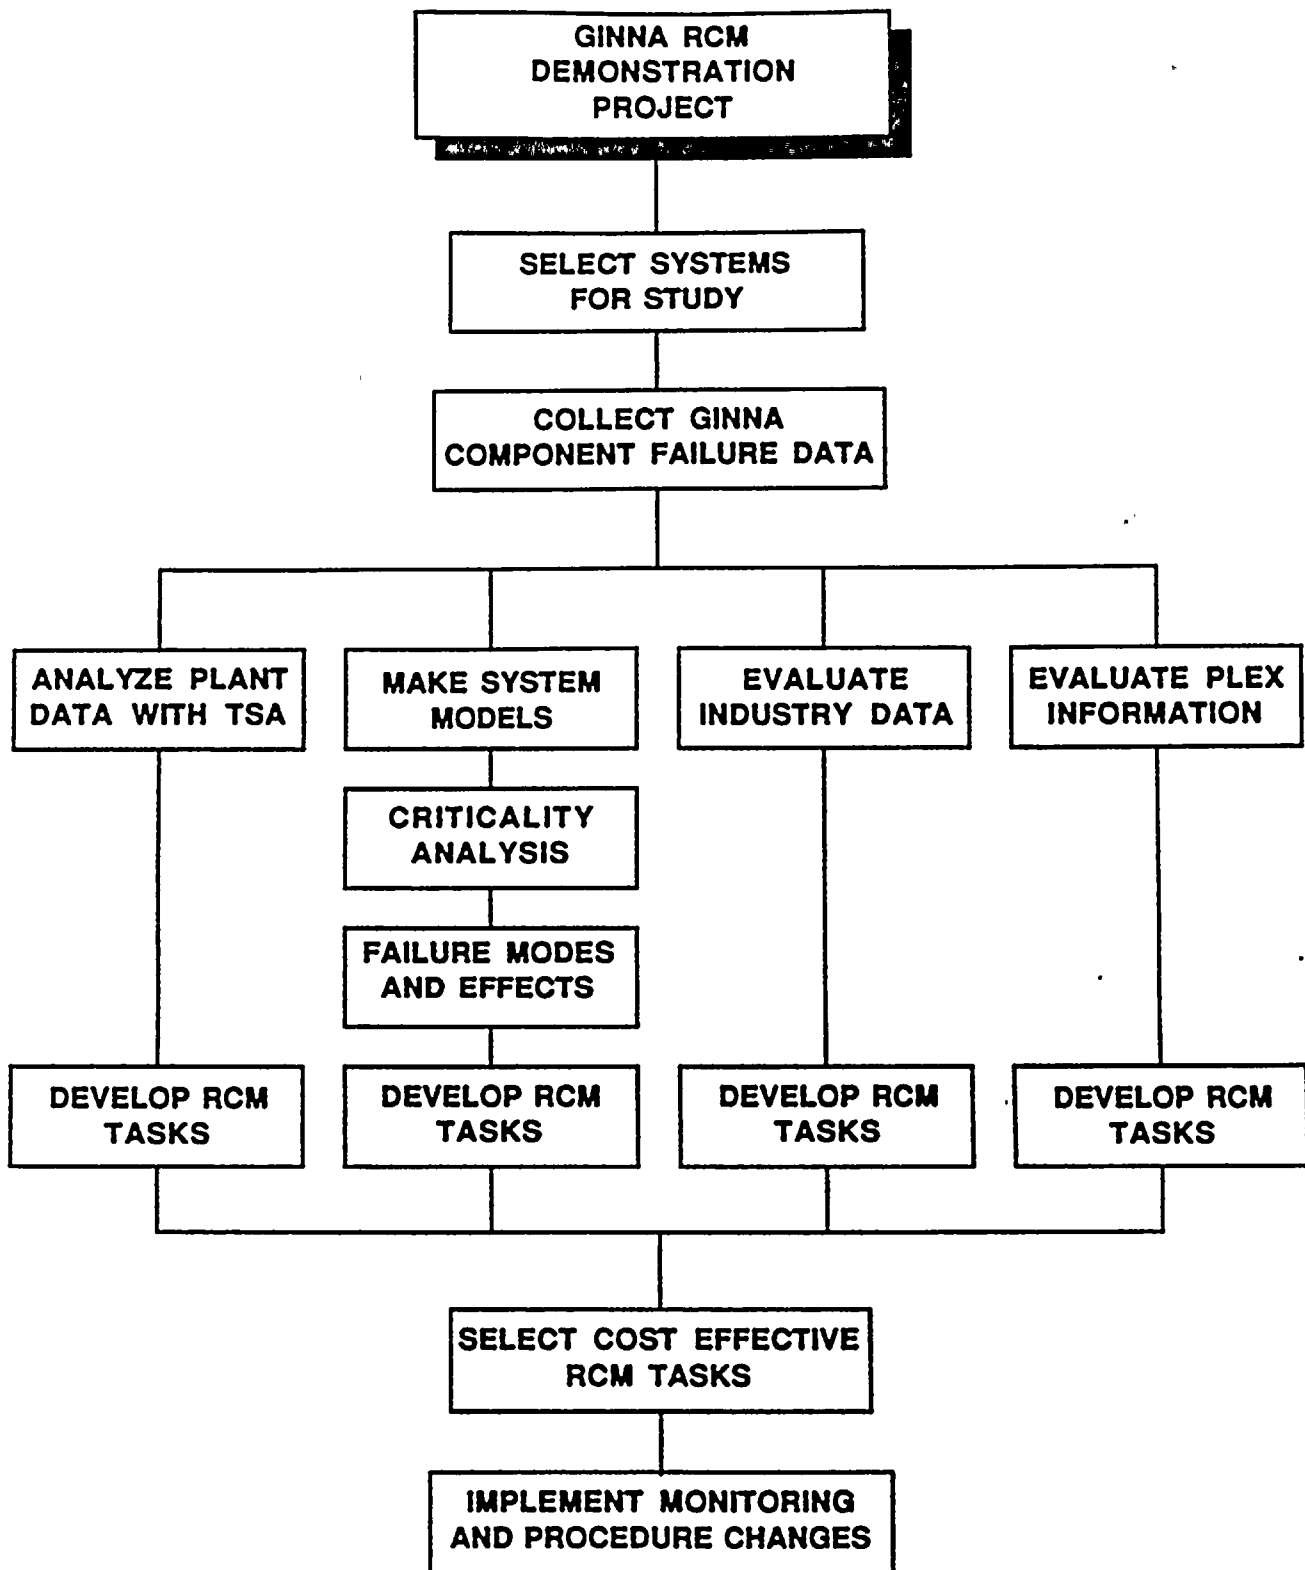 GINNA RCM
DEMONSTRATION
PROJECT
SELECT SYSTEMS
FOR STUDY
COLLECT GINNA
COMPONENT FAILURE DATA
ANALYZE PLANT
DATA WITH TSA
MAKE SYSTEM
MODELS
EVALUATE
INDUSTRY DATA
EVALUATE PLEX
INFORMATION
CRITICALITY
ANALYSIS
FAILURE MODES
AND EFFECTS
DEVELOP RCM
TASKS
DEVELOP RCM
TASKS
DEVELOP RCM
TASKS
DEVELOP RCM
TASKS
SELECT COST EFFECTIVE
RCM TASKS
IMPLEMENT MONITORING
AND PROCEDURE CHANGES